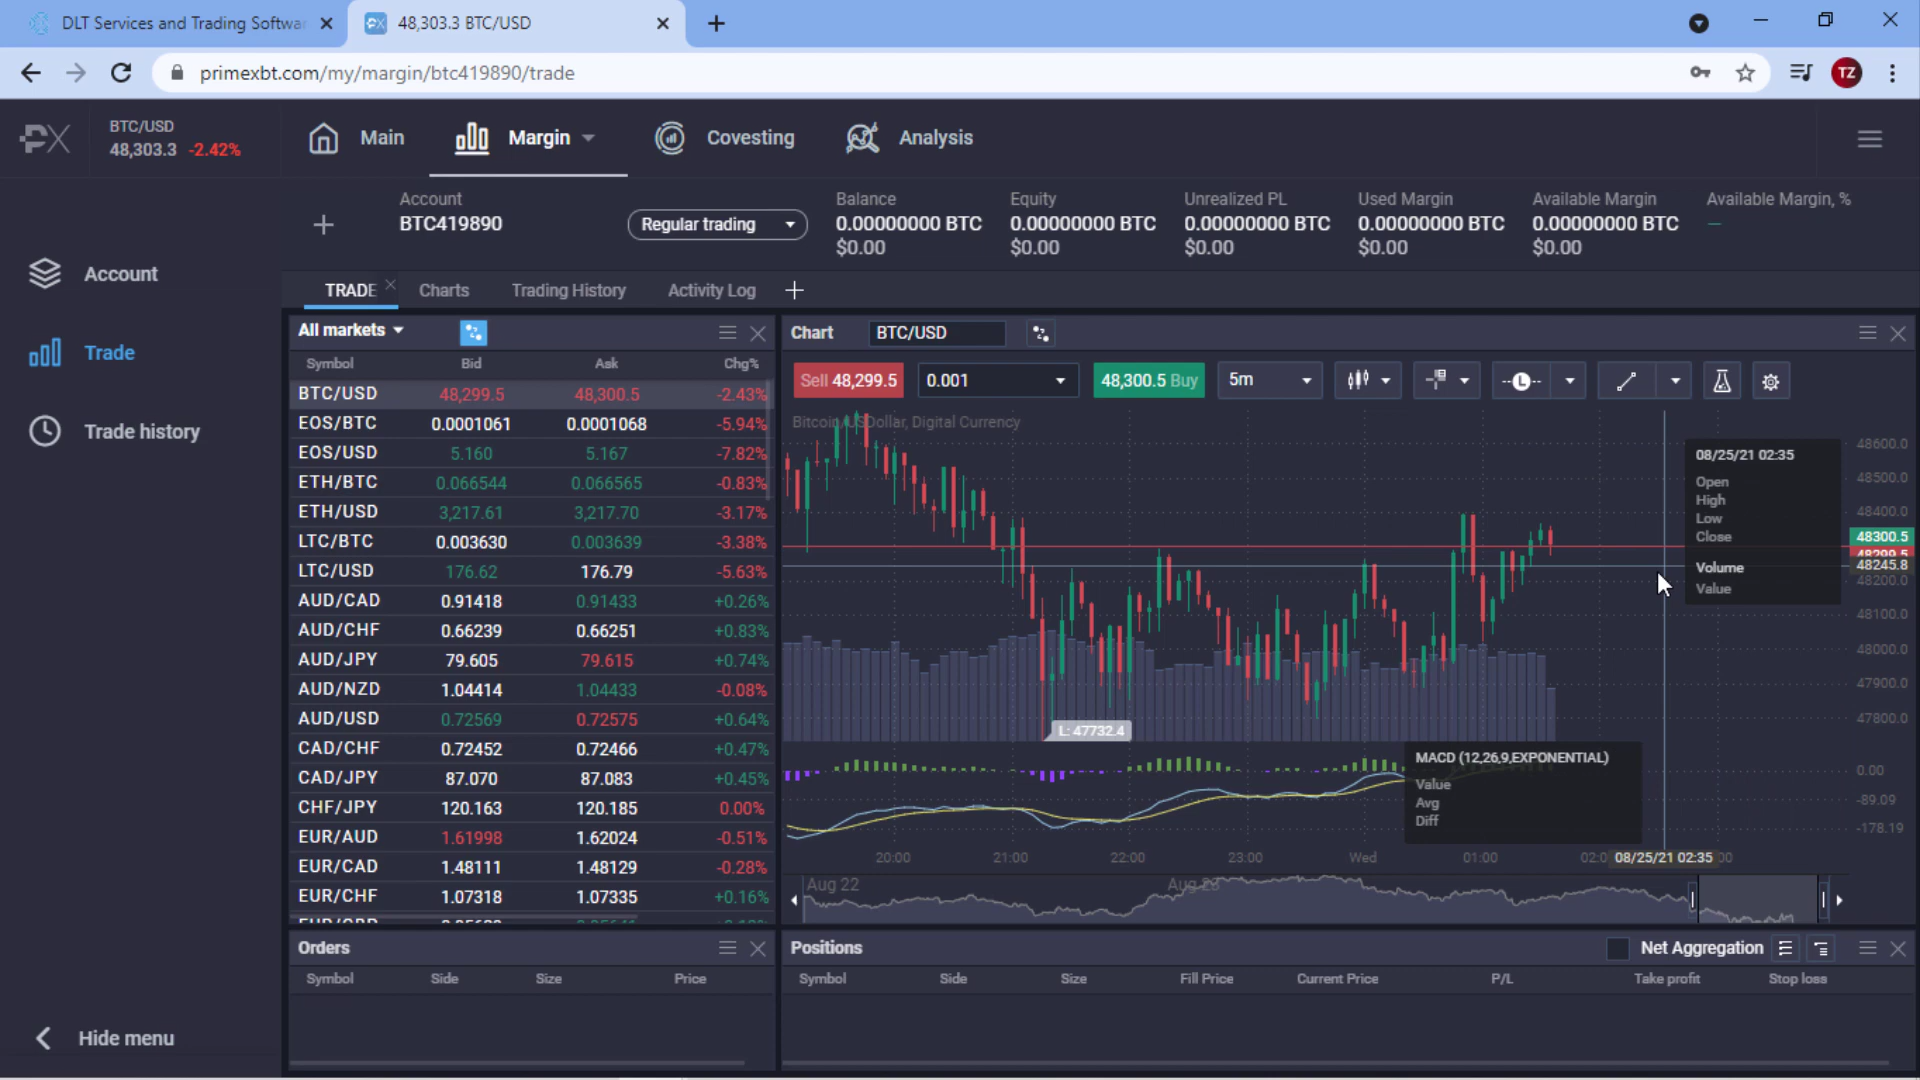 DLT Services and Trading Softwar
48,303.3 BTC/USD
primexbt.com/my/margin/btc419890/trade
TZ
PX
BTC/USD
48,303.3 -2.42%
Main
Margin
Covesting
Analysis
Account
BTC419890
Regular trading
Balance
0.00000000 BTC
$0.00
Equity
0.00000000 BTC
$0.00
Unrealized PL
0.00000000 BTC
$0.00
Used Margin
0.00000000 BTC
$0.00
Available Margin
0.00000000 BTC
$0.00
Available Margin, %
—
Account
Trade
Trade history
Hide menu
TRADE
Charts
Trading History
Activity Log
All markets
Symbol Bid Ask Chg%
BTC/USD 48,299.5 48,300.5 -2.43%
EOS/BTC 0.0001061 0.0001068 -5.94%
EOS/USD 5.160 5.167 -7.82%
ETH/BTC 0.066544 0.066565 -0.83%
ETH/USD 3,217.61 3,217.70 -3.17%
LTC/BTC 0.003630 0.003639 -3.38%
LTC/USD 176.62 176.79 -5.63%
AUD/CAD 0.91418 0.91433 +0.26%
AUD/CHF 0.66239 0.66251 +0.83%
AUD/JPY 79.605 79.615 +0.74%
AUD/NZD 1.04414 1.04433 -0.08%
AUD/USD 0.72569 0.72575 +0.64%
CAD/CHF 0.72452 0.72466 +0.47%
CAD/JPY 87.070 87.083 +0.45%
CHF/JPY 120.163 120.185 0.00%
EUR/AUD 1.61998 1.62024 -0.51%
EUR/CAD 1.48111 1.48129 -0.28%
EUR/CHF 1.07318 1.07335 +0.16%
Chart BTC/USD
Sell 48,299.5
0.001
48,300.5 Buy
5m
L
Bitcoin/USDollar, Digital Currency
08/25/21 02:35
Open
High
Low
Close
Volume
Value
48600.0
48500.0
48400.0
48300.5
48299.5
48245.8
48200.0
48100.0
48000.0
47900.0
47800.0
L: 47732.4
MACD (12,26,9,EXPONENTIAL)
Value
Avg
Diff
0.00
-89.09
-178.19
20:00 21:00 22:00 23:00 Wed 01:00 02:0 08/25/21 02:35 00
Aug 22
Aug 23
Orders
Symbol Side Size Price
Positions
Net Aggregation
Symbol Side Size Fill Price Current Price P/L Take profit Stop loss